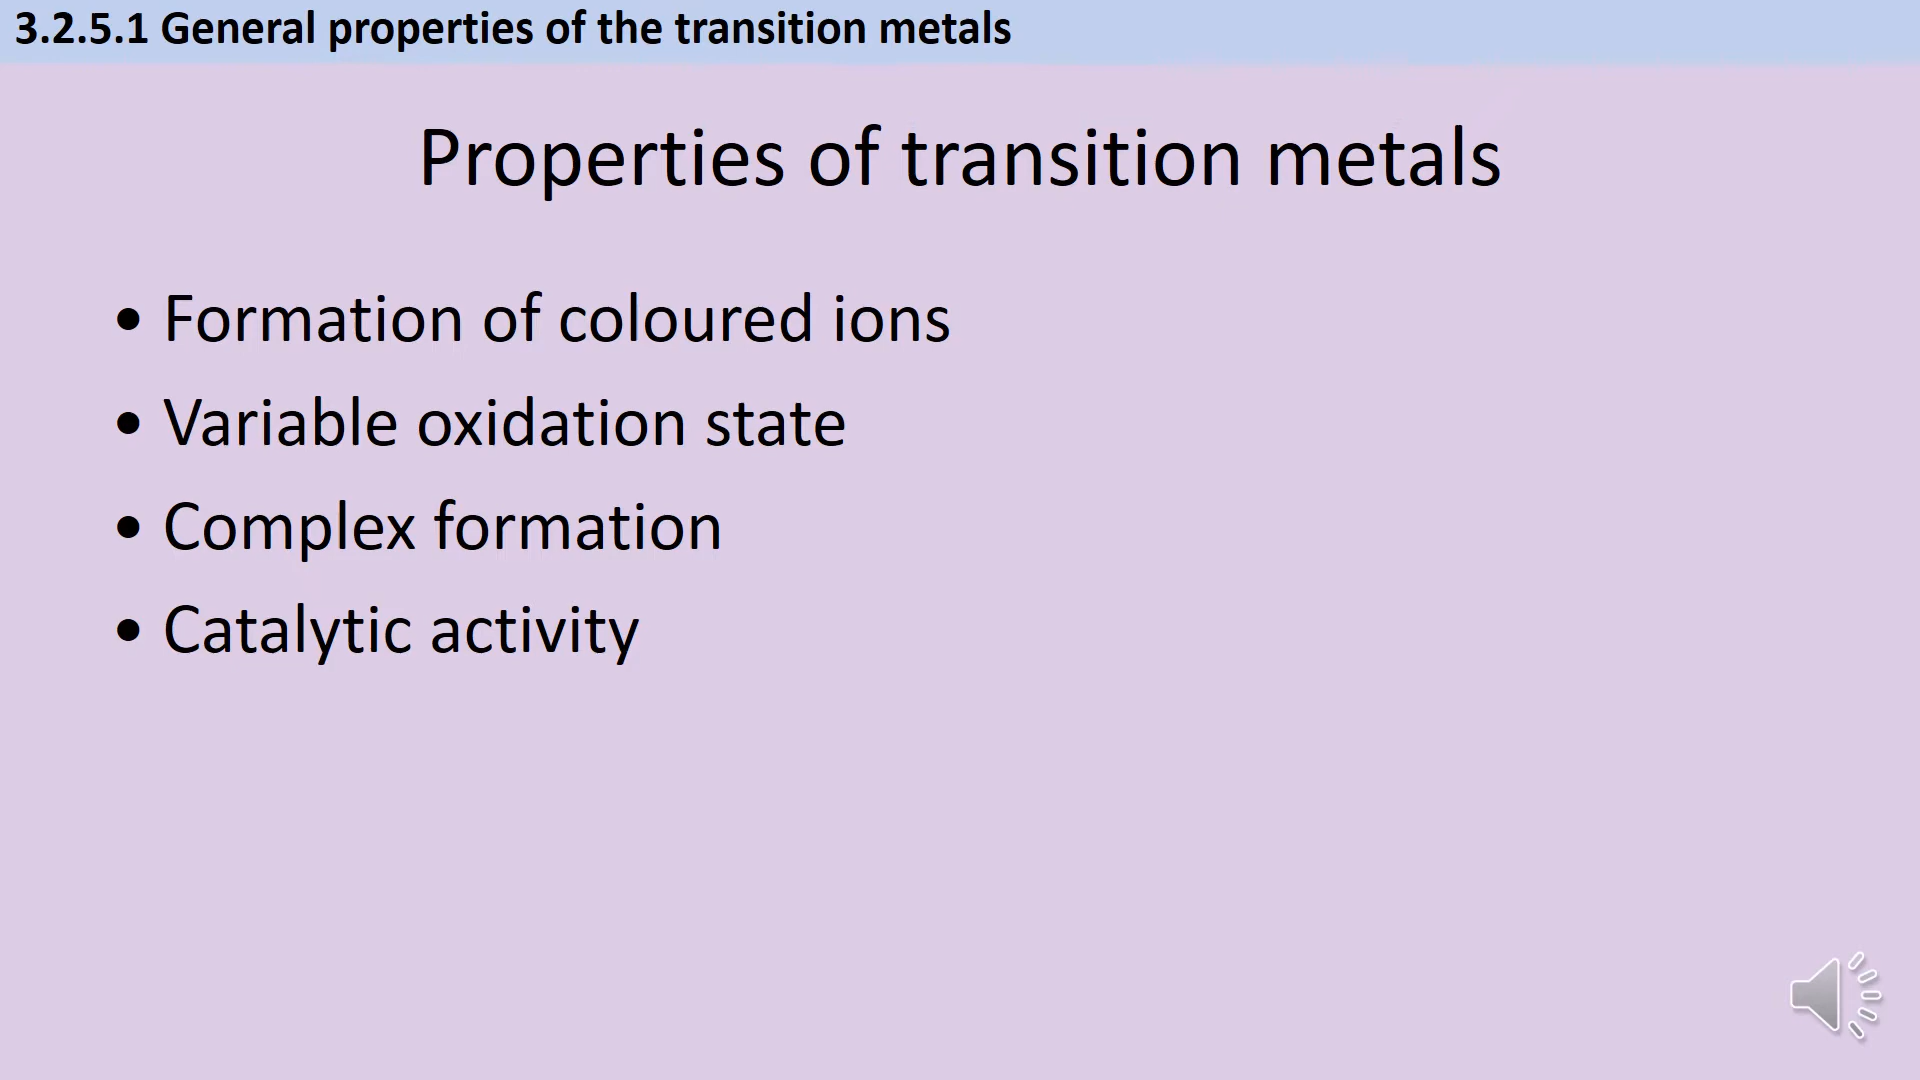 3.2.5.1 General properties of the transition metals
Properties of transition metals
• Formation of coloured ions
• Variable oxidation state
• Complex formation
• Catalytic activity